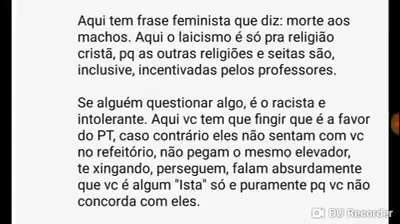 Aqui tem frase feminista que diz: morte aos
machos. Aqui o laicismo é só pra religião
cristã, pq as outras religiões e seitas são,
inclusive, incentivadas pelos professores.
Se alguém questionar algo, é o racista e
intolerante. Aqui vc tem que fingir que é a favor
do PT, caso contrário eles não sentam com vc
no refeitório, não pegam o mesmo elevador,
te xingando, perseguem, falam absurdamente
que vc é algum "Ista" só e puramente pq vc não
concorda com eles.
DU Recorder